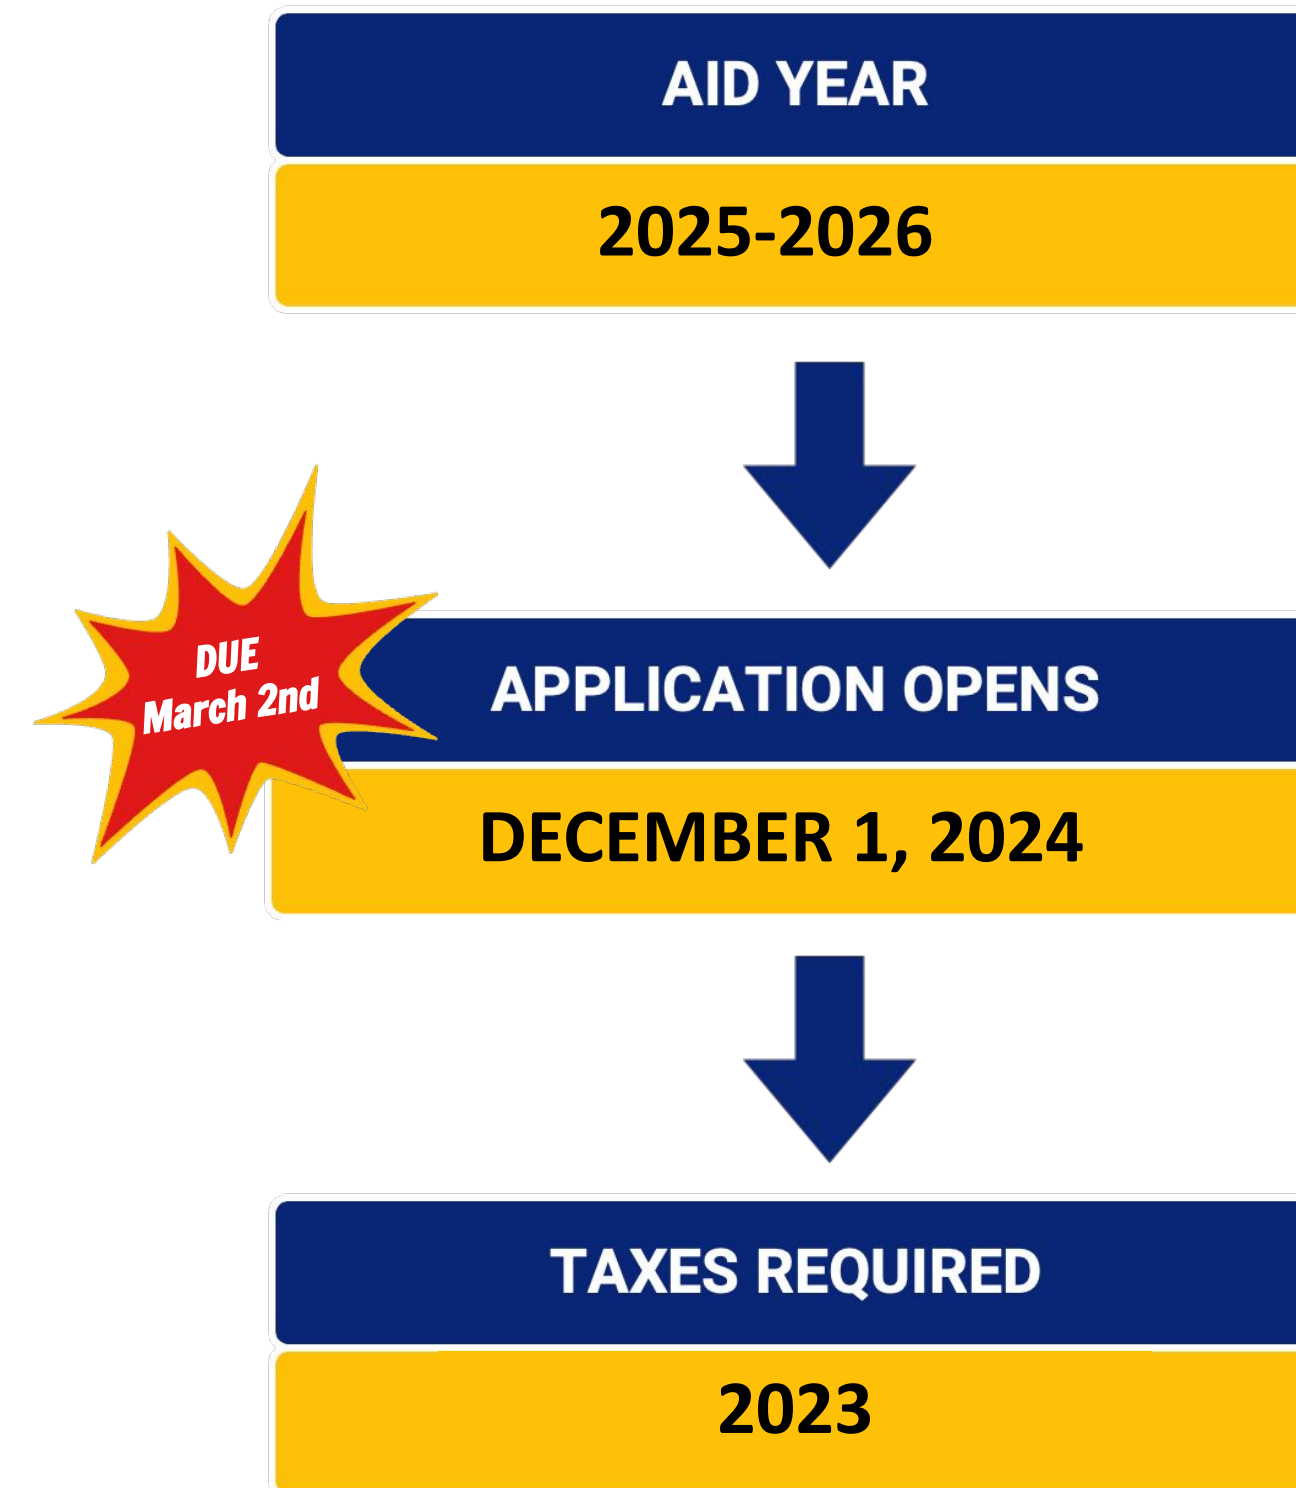 AID YEAR
2025-2026
DUE
March 2nd
APPLICATION OPENS
DECEMBER 1, 2024
TAXES REQUIRED
2023